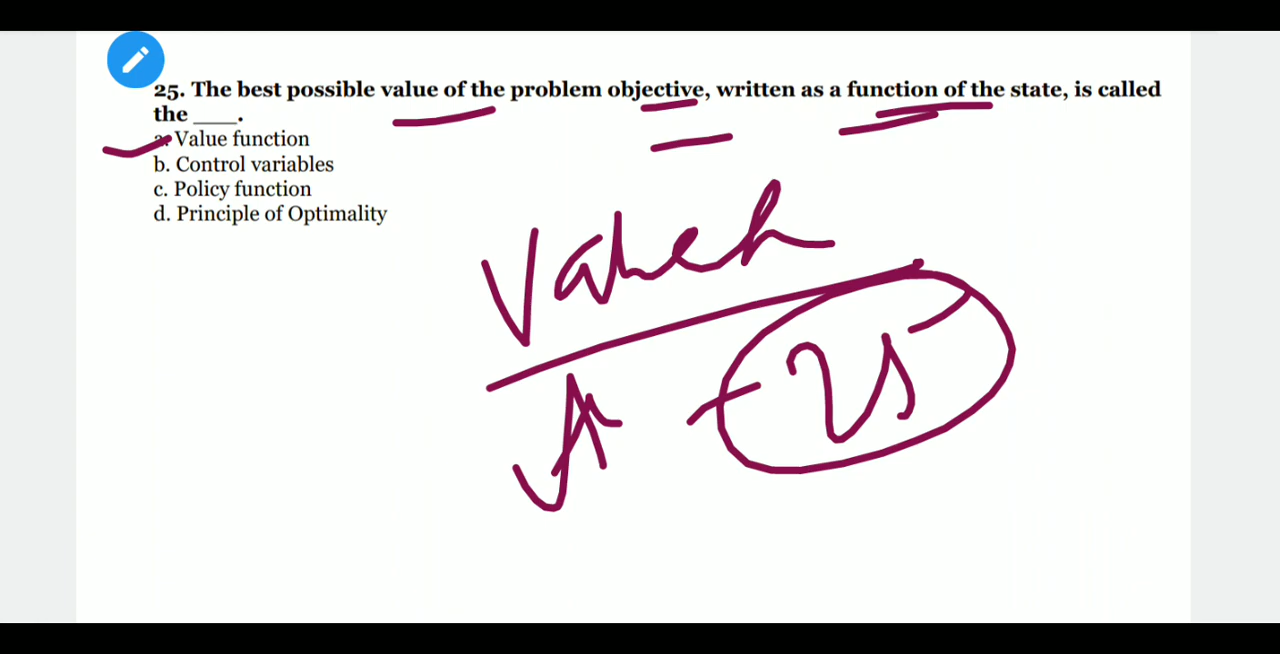 25. The best possible value of the problem objective, written as a function of the state, is called
the ____.
a. Value function
b. Control variables
c. Policy function
d. Principle of Optimality